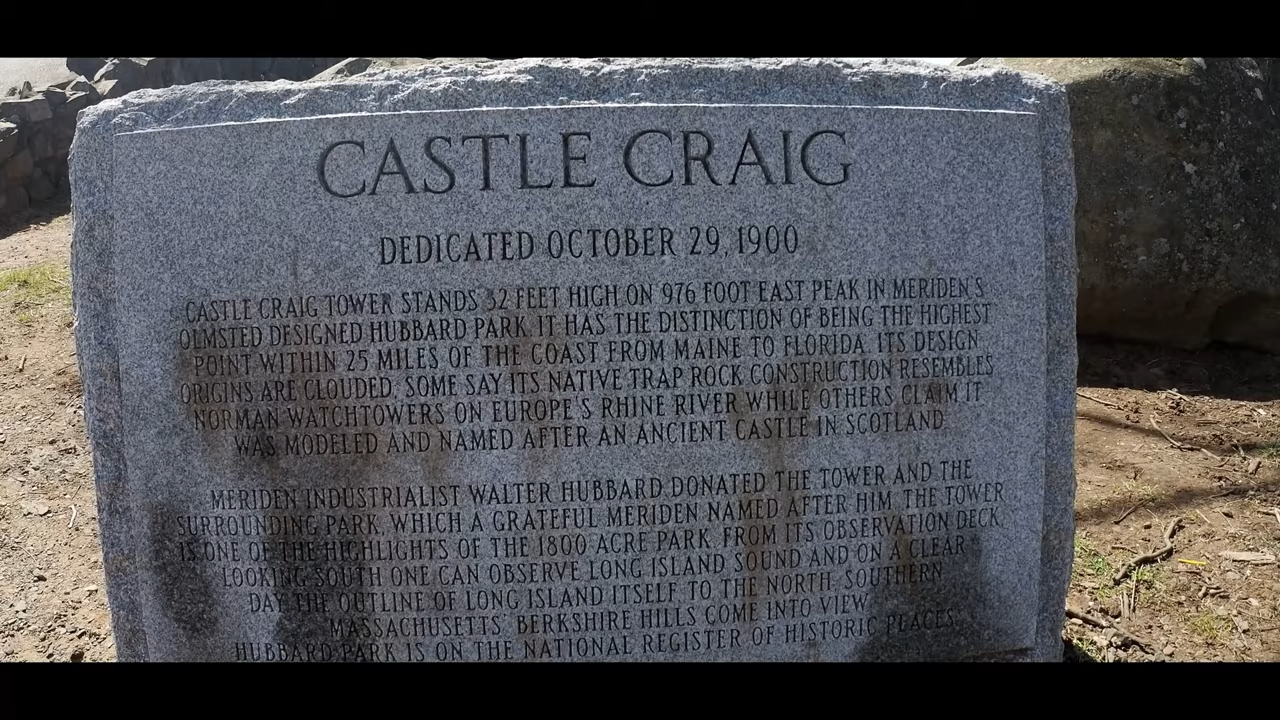 CASTLE CRAIG
DEDICATED OCTOBER 29, 1900
CASTLE CRAIG TOWER STANDS 32 FEET HIGH ON 976 FOOT EAST PEAK IN MERIDEN'S
OLMSTED DESIGNED HUBBARD PARK. IT HAS THE DISTINCTION OF BEING THE HIGHEST
POINT WITHIN 25 MILES OF THE COAST FROM MAINE TO FLORIDA. ITS DESIGN
ORIGINS ARE CLOUDED; SOME SAY ITS NATIVE TRAP ROCK CONSTRUCTION RESEMBLES
NORMAN WATCHTOWERS ON EUROPE'S RHINE RIVER WHILE OTHERS CLAIM IT
WAS MODELED AND NAMED AFTER AN ANCIENT CASTLE IN SCOTLAND.
MERIDEN INDUSTRIALIST WALTER HUBBARD DONATED THE TOWER AND THE
SURROUNDING PARK, WHICH A GRATEFUL MERIDEN NAMED AFTER HIM. THE TOWER
IS ONE OF THE HIGHLIGHTS OF THE 1800 ACRE PARK. FROM ITS OBSERVATION DECK,
LOOKING SOUTH ONE CAN OBSERVE LONG ISLAND SOUND AND ON A CLEAR
DAY THE OUTLINE OF LONG ISLAND ITSELF. TO THE NORTH, SOUTHERN
MASSACHUSETTS' BERKSHIRE HILLS COME INTO VIEW.
HUBBARD PARK IS ON THE NATIONAL REGISTER OF HISTORIC PLACES.